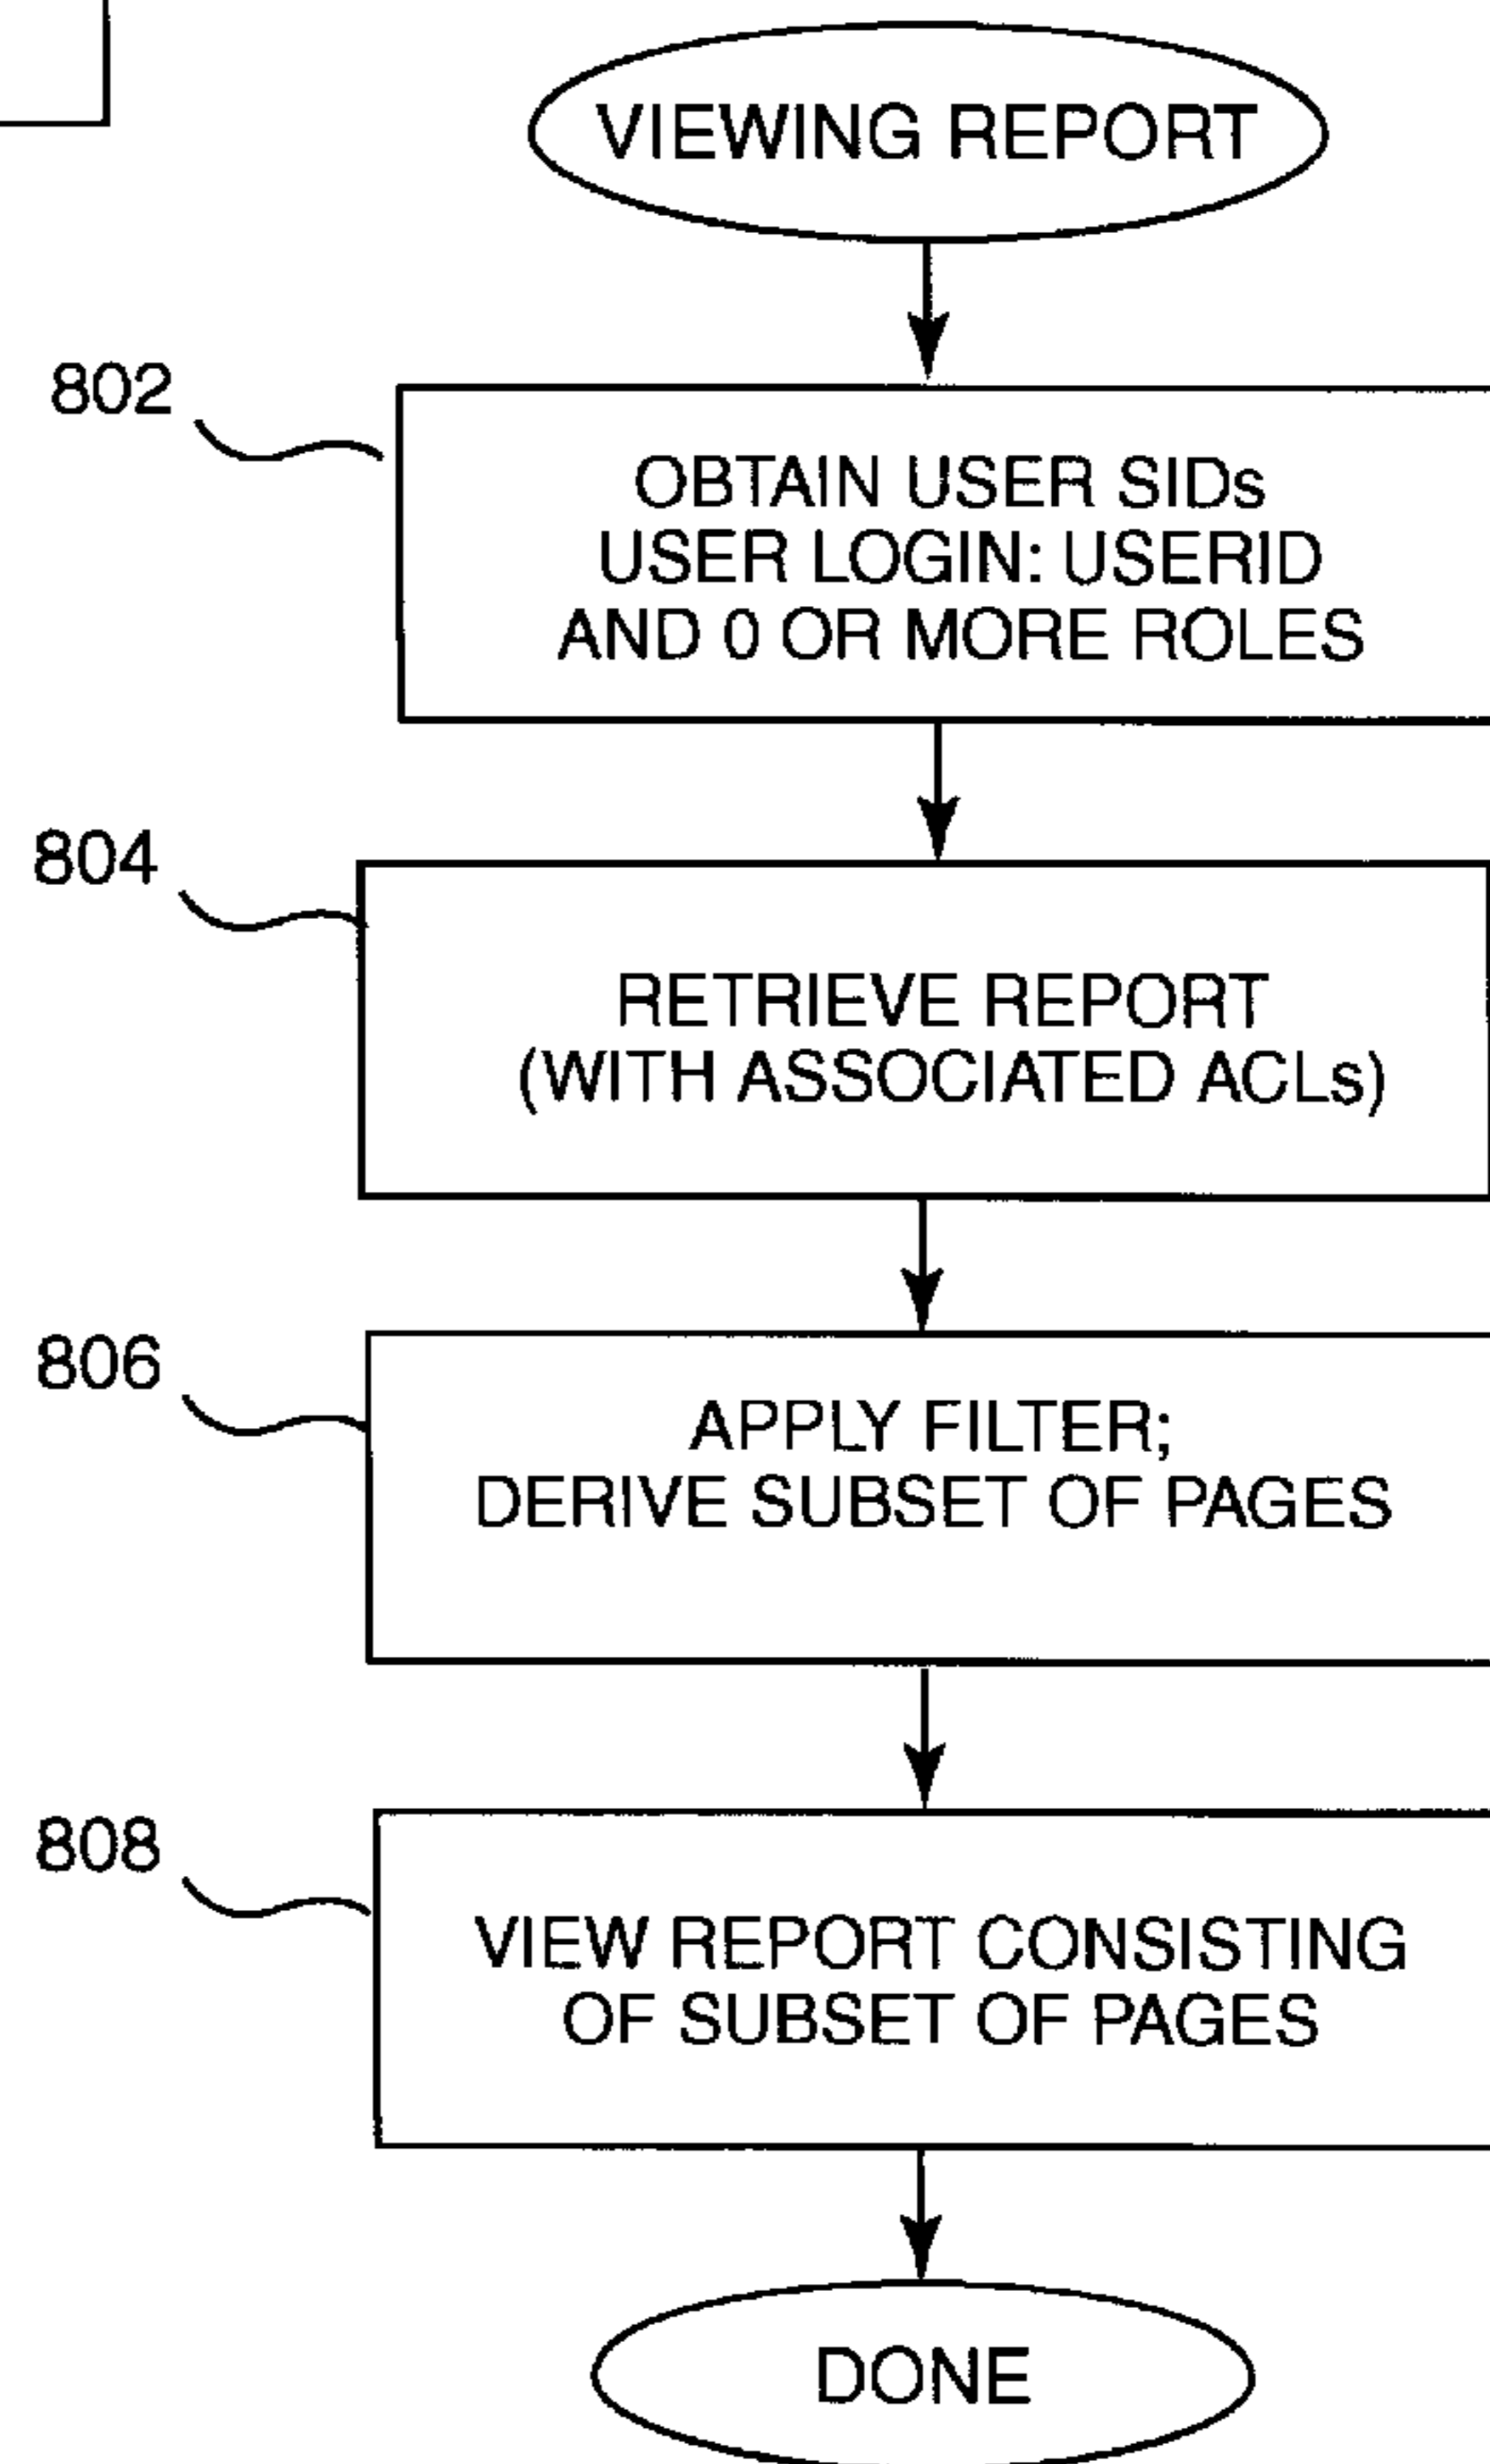 VIEWING REPORT
802
OBTAIN USER SIDs
USER LOGIN: USERID
AND 0 OR MORE ROLES
804
RETRIEVE REPORT
(WITH ASSOCIATED ACLs)
806
APPLY FILTER;
DERIVE SUBSET OF PAGES
808
VIEW REPORT CONSISTING
OF SUBSET OF PAGES
DONE